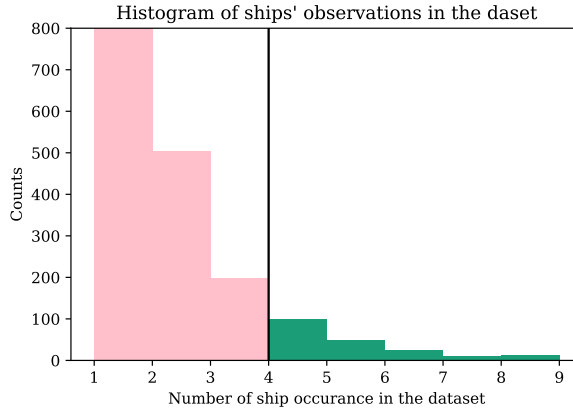 Histogram of ships' observations in the daset
800
700
600
500
400
300
200
100
0
Counts
1 2 3 4 5 6 7 8 9
Number of ship occurance in the dataset